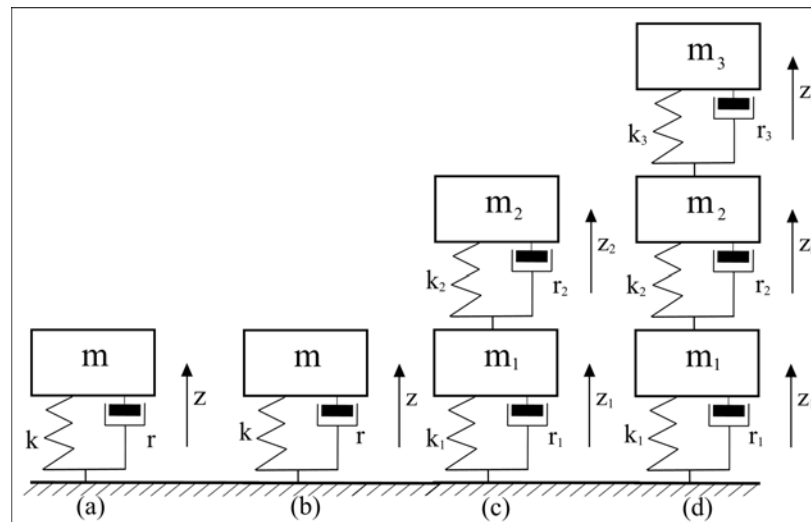 m₃
z
k₃
r₃
m₂
m₂
z₂
z
k₂
r₂
k₂
r₂
m
m
m₁
m₁
z
z
z₁
z
k
r
k
r
k₁
r₁
k₁
r₁
(a)
(b)
(c)
(d)